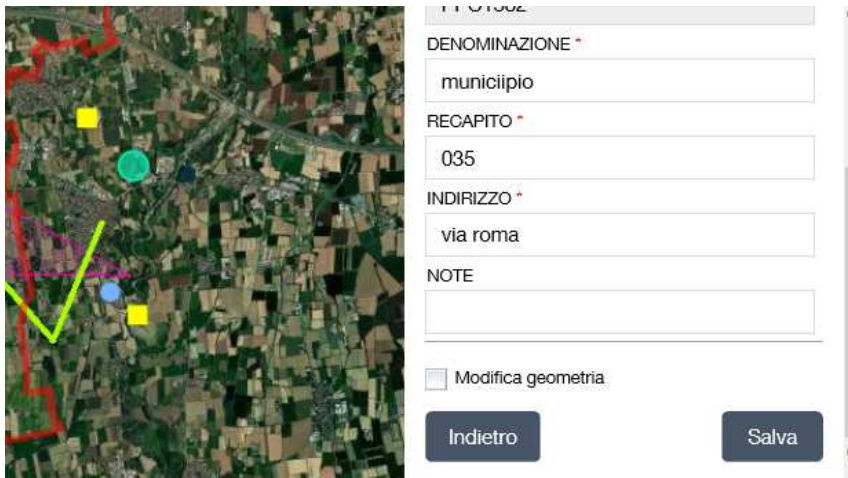 DENOMINAZIONE *
municiipio
RECAPITO *
035
INDIRIZZO *
via roma
NOTE
Modifica geometria
Indietro
Salva